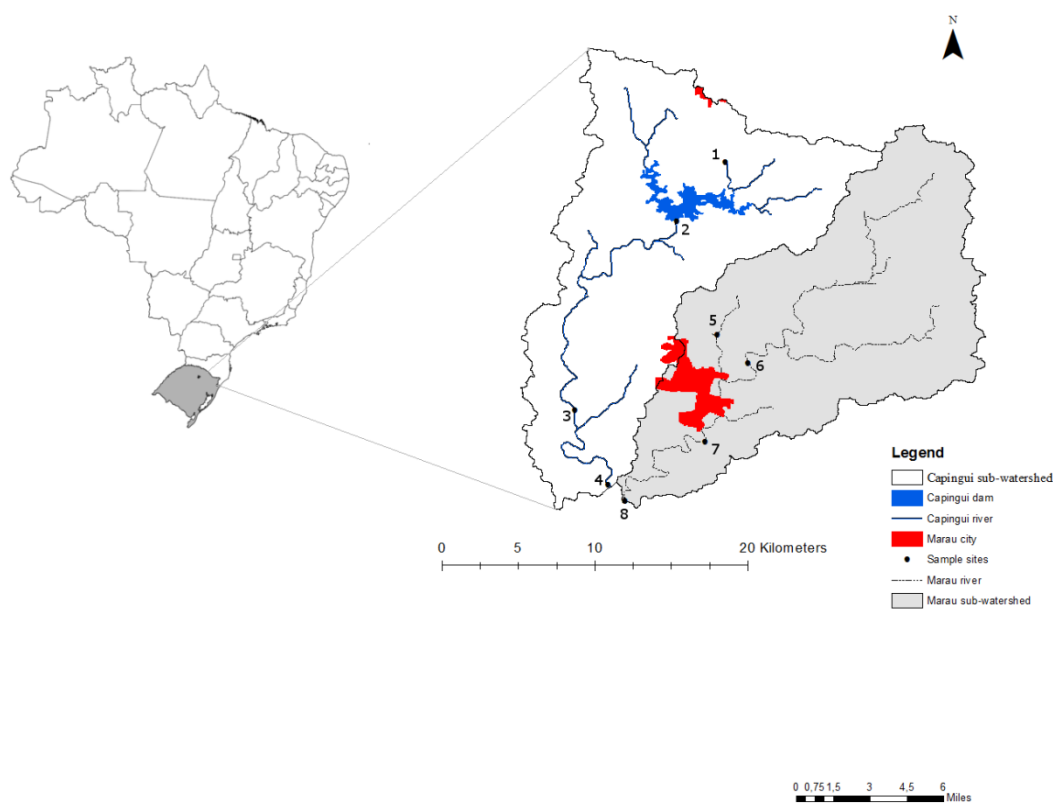 N
1
2
5
6
3
7
4
8
0 5 10 20 Kilometers
Legend
Capingui sub-watershed
Capingui dam
Capingui river
Marau city
Sample sites
Marau river
Marau sub-watershed
0 0,75 1,5 3 4,5 6
Miles